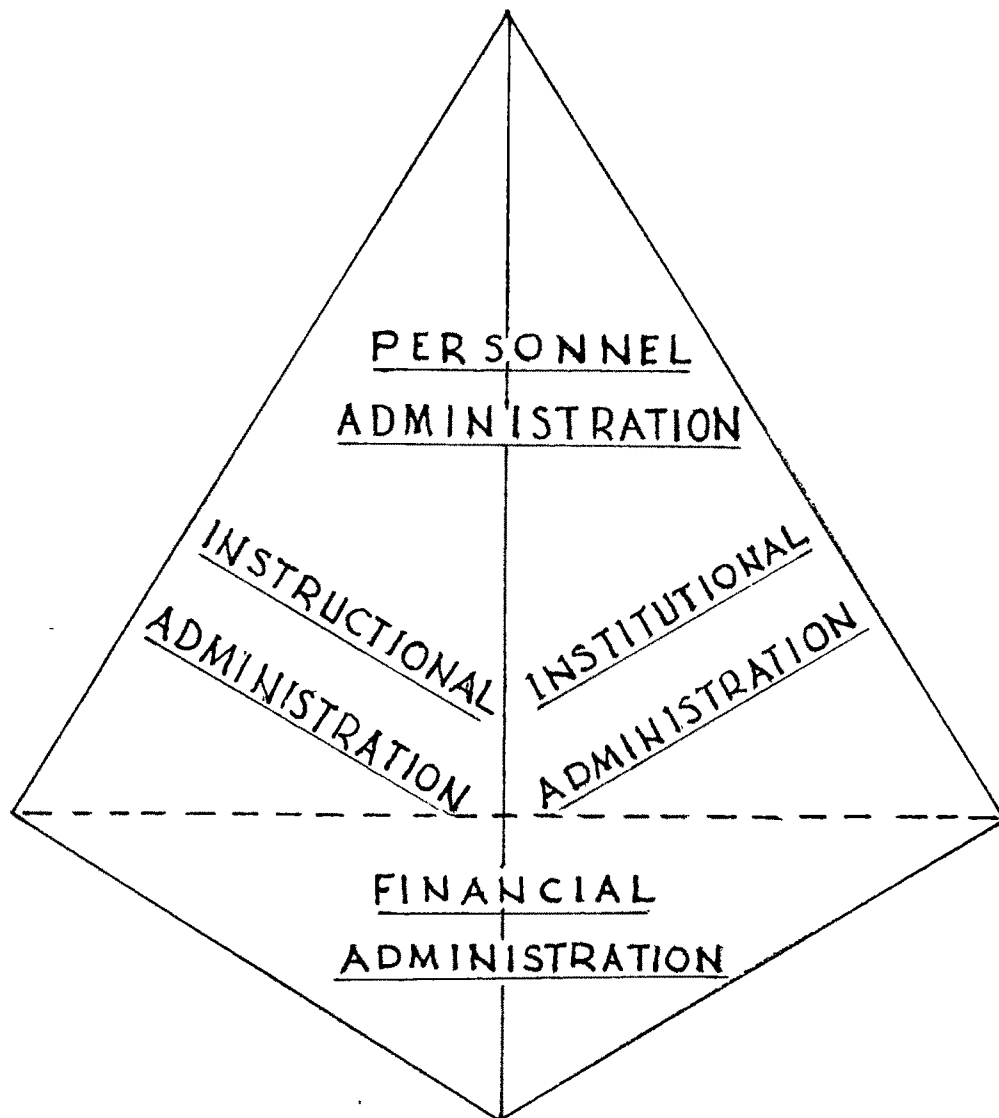 PERSONNEL
ADMINISTRATION
INSTRUCTIONAL
ADMINISTRATION
INSTITUTIONAL
ADMINISTRATION
FINANCIAL
ADMINISTRATION